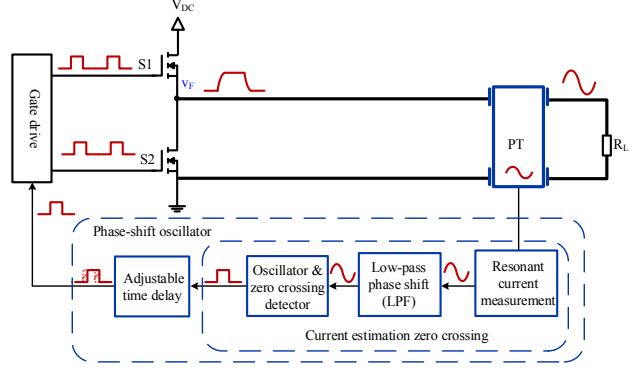 V_DC
S1
v_F
Gate drive
S2
PT
R_L
Phase-shift oscillator
Adjustable
time delay
Oscillator &
zero crossing
detector
Low-pass
phase shift
(LPF)
Resonant
current
measurement
Current estimation zero crossing